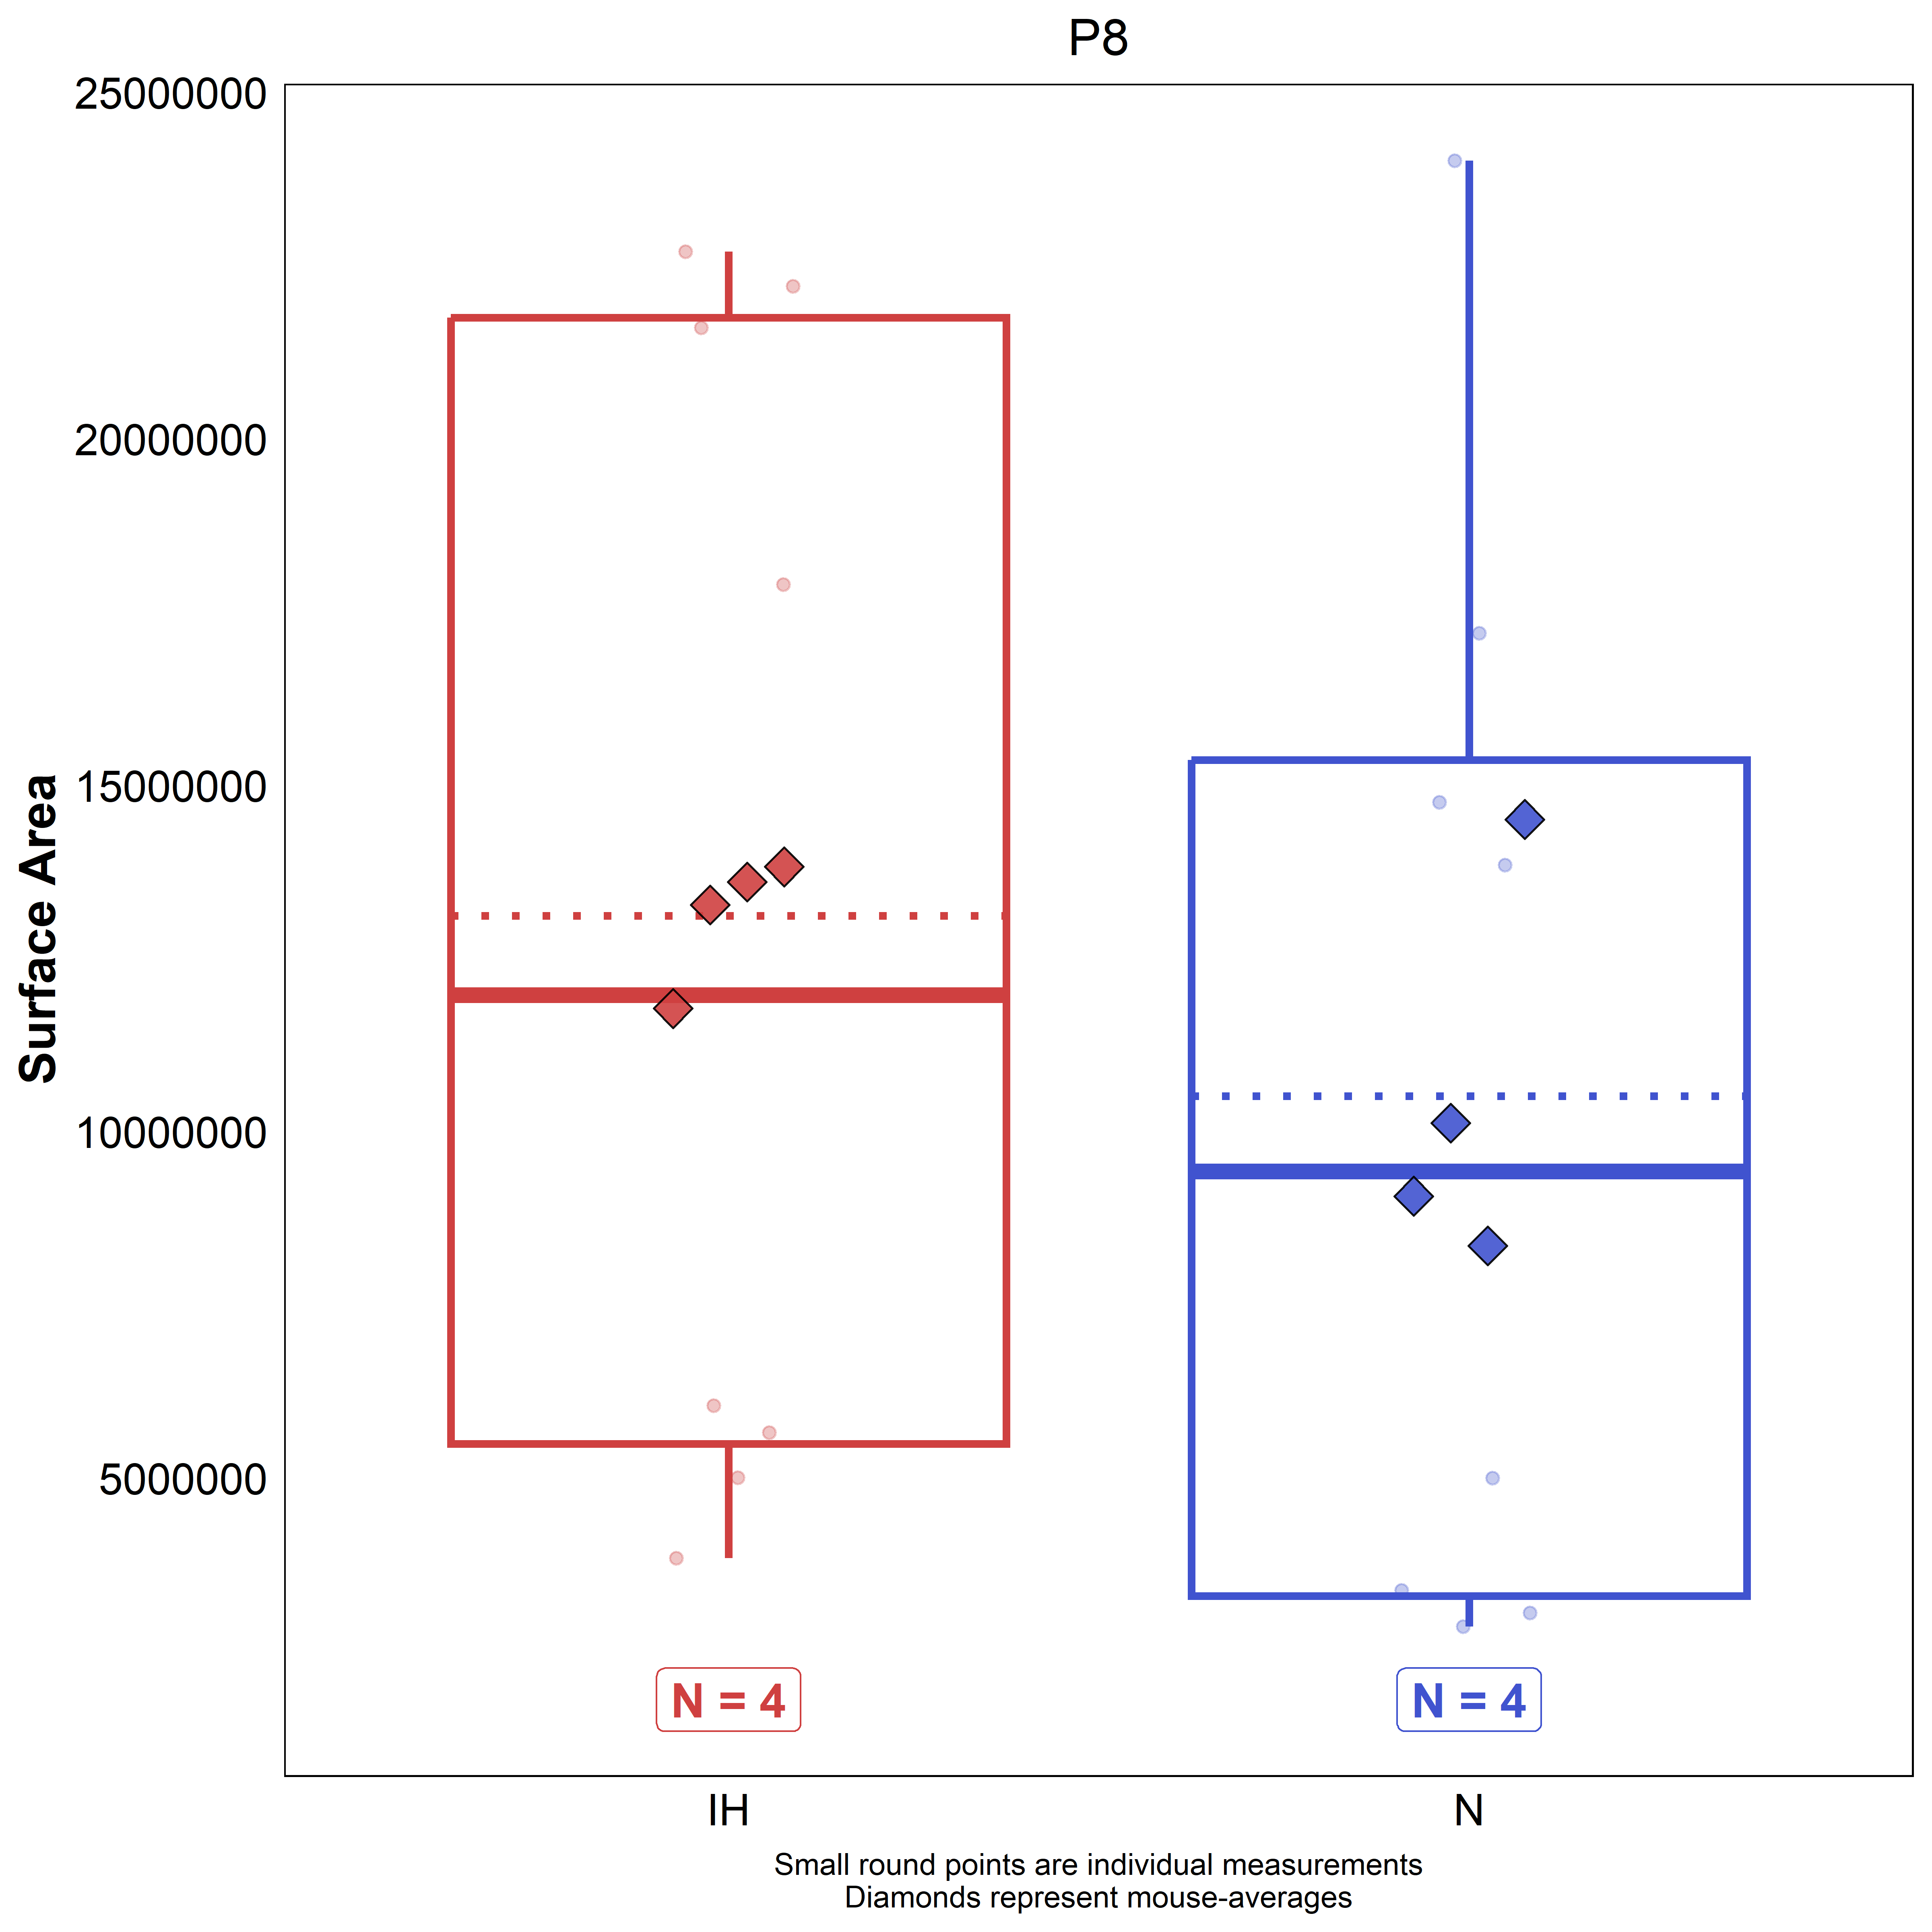 P8
25000000
20000000
15000000
10000000
5000000
Surface Area
N = 4
N = 4
IH
N
Small round points are individual measurements
Diamonds represent mouse-averages